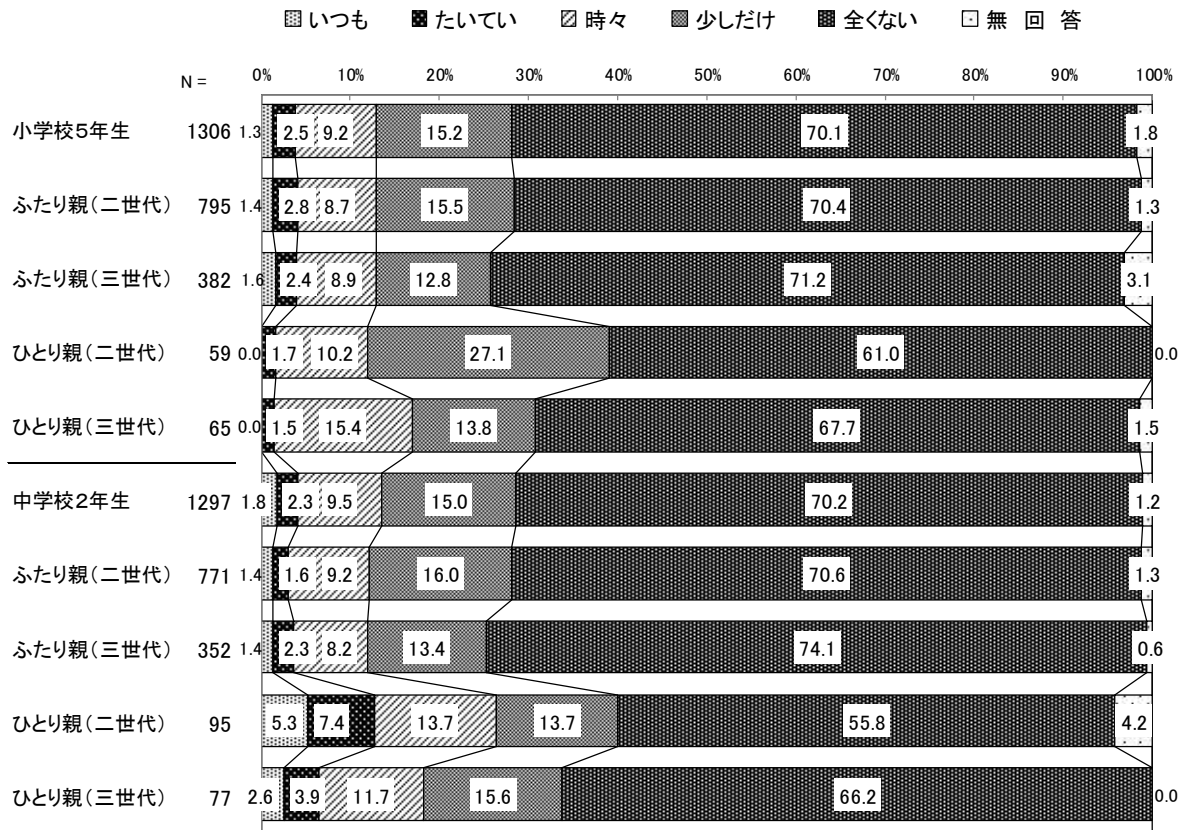 いつも たいてい 時々 少しだけ 全くない 無 回 答
N = 0% 10% 20% 30% 40% 50% 60% 70% 80% 90% 100%
小学校5年生 1306 1.3 2.5 9.2 15.2 70.1 1.8
ふたり親(二世代) 795 1.4 2.8 8.7 15.5 70.4 1.3
ふたり親(三世代) 382 1.6 2.4 8.9 12.8 71.2 3.1
ひとり親(二世代) 59 0.0 1.7 10.2 27.1 61.0 0.0
ひとり親(三世代) 65 0.0 1.5 15.4 13.8 67.7 1.5
中学校2年生 1297 1.8 2.3 9.5 15.0 70.2 1.2
ふたり親(二世代) 771 1.4 1.6 9.2 16.0 70.6 1.3
ふたり親(三世代) 352 1.4 2.3 8.2 13.4 74.1 0.6
ひとり親(二世代) 95 5.3 7.4 13.7 13.7 55.8 4.2
ひとり親(三世代) 77 2.6 3.9 11.7 15.6 66.2 0.0